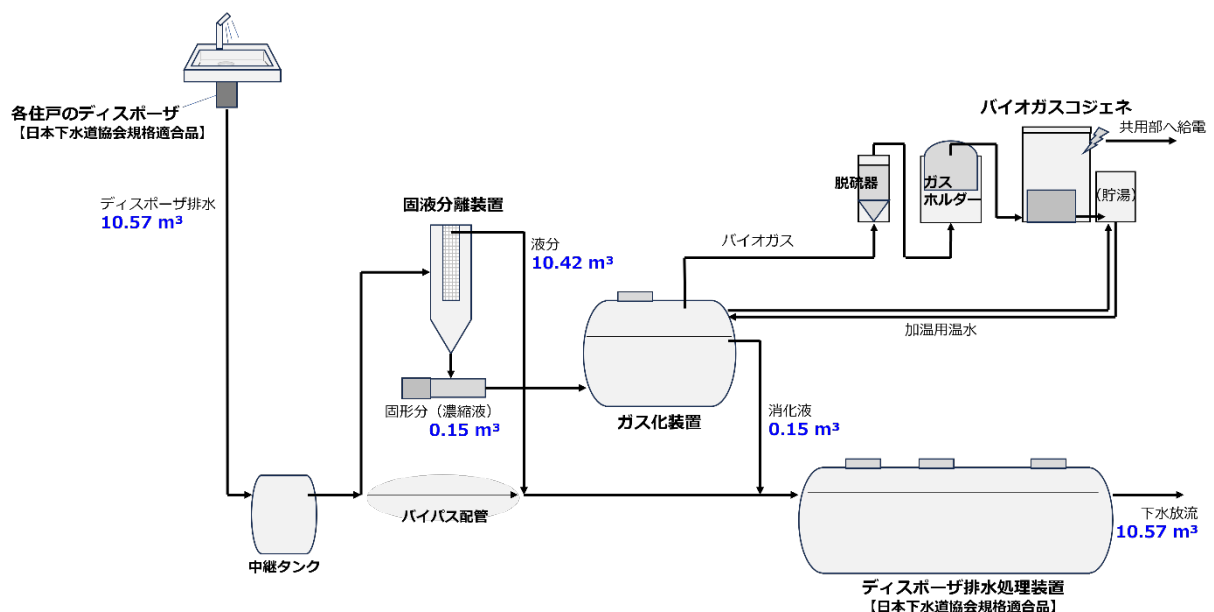 各住戸のディスポーザ
【日本下水道協会規格適合品】
ディスポーザ排水
10.57 m³
固液分離装置
液分
10.42 m³
固形分（濃縮液）
0.15 m³
バイパス配管
中継タンク
バイオガス
脱硫器
ガス
ホルダー
バイオガスコジェネ
共用部へ給電
（貯湯）
加温用温水
ガス化装置
消化液
0.15 m³
下水放流
10.57 m³
ディスポーザ排水処理装置
【日本下水道協会規格適合品】